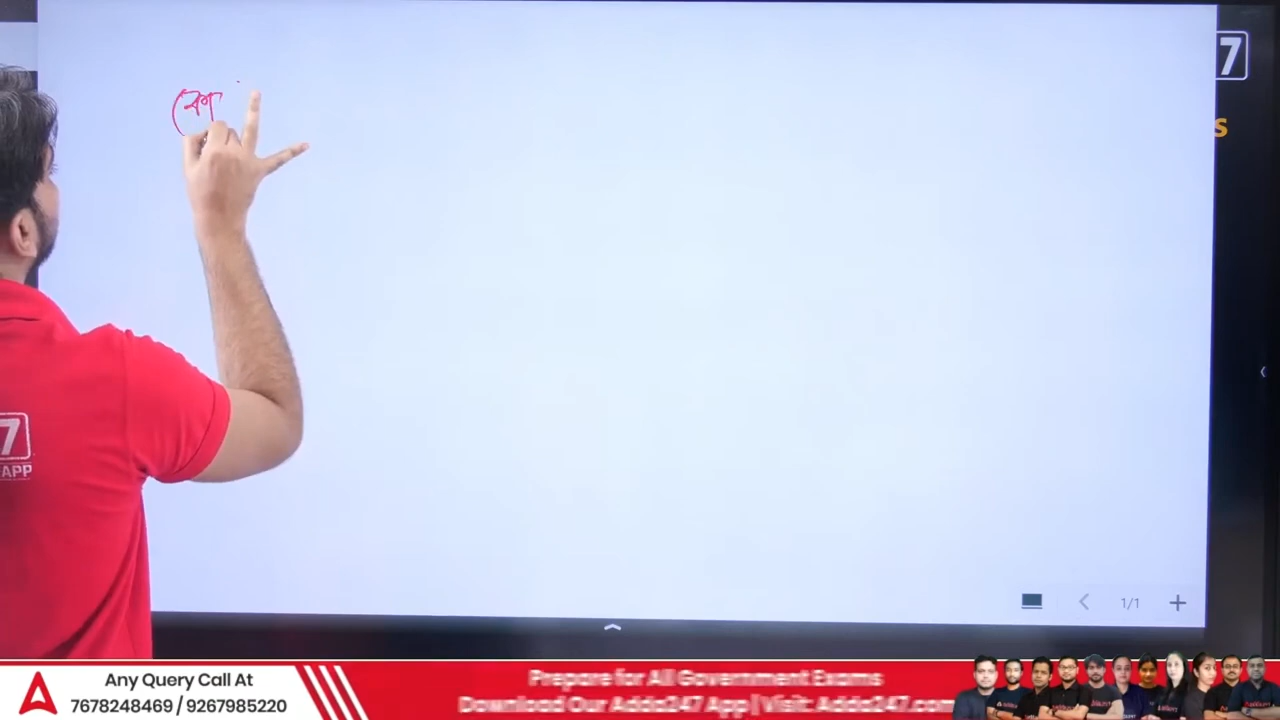 কেশ
7
s
7
APP
1/1
Any Query Call At
7678248469 / 9267985220
Prepare for All Government Exams
Download Our Adda247 App | Visit: Adda247.com